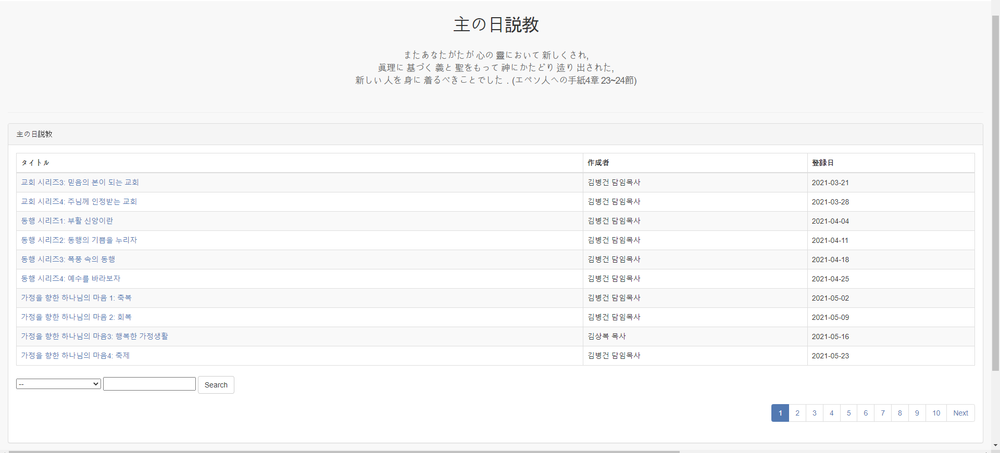 主の日説教
またあなたがたが 心の 靈において 新しくされ,
眞理に 基づく 義と 聖をもって 神にかたどり 造り 出された,
新しい 人を 身に 着るべきことでした . (エペソ人への手紙4章 23~24節)
主の日説教
タイトル 作成者 登録日
교회 시리즈3: 믿음의 본이 되는 교회 김병건 담임목사 2021-03-21
교회 시리즈4: 주님께 인정받는 교회 김병건 담임목사 2021-03-28
동행 시리즈1: 부활 신앙이란 김병건 담임목사 2021-04-04
동행 시리즈2: 동행의 기쁨을 누리자 김병건 담임목사 2021-04-11
동행 시리즈3: 폭풍 속의 동행 김병건 담임목사 2021-04-18
동행 시리즈4: 예수를 바라보자 김병건 담임목사 2021-04-25
가정을 향한 하나님의 마음 1: 축복 김병건 담임목사 2021-05-02
가정을 향한 하나님의 마음 2: 회복 김병건 담임목사 2021-05-09
가정을 향한 하나님의 마음3: 행복한 가정생활 김상복 목사 2021-05-16
가정을 향한 하나님의 마음4: 축제 김병건 담임목사 2021-05-23
-- Search
1 2 3 4 5 6 7 8 9 10 Next